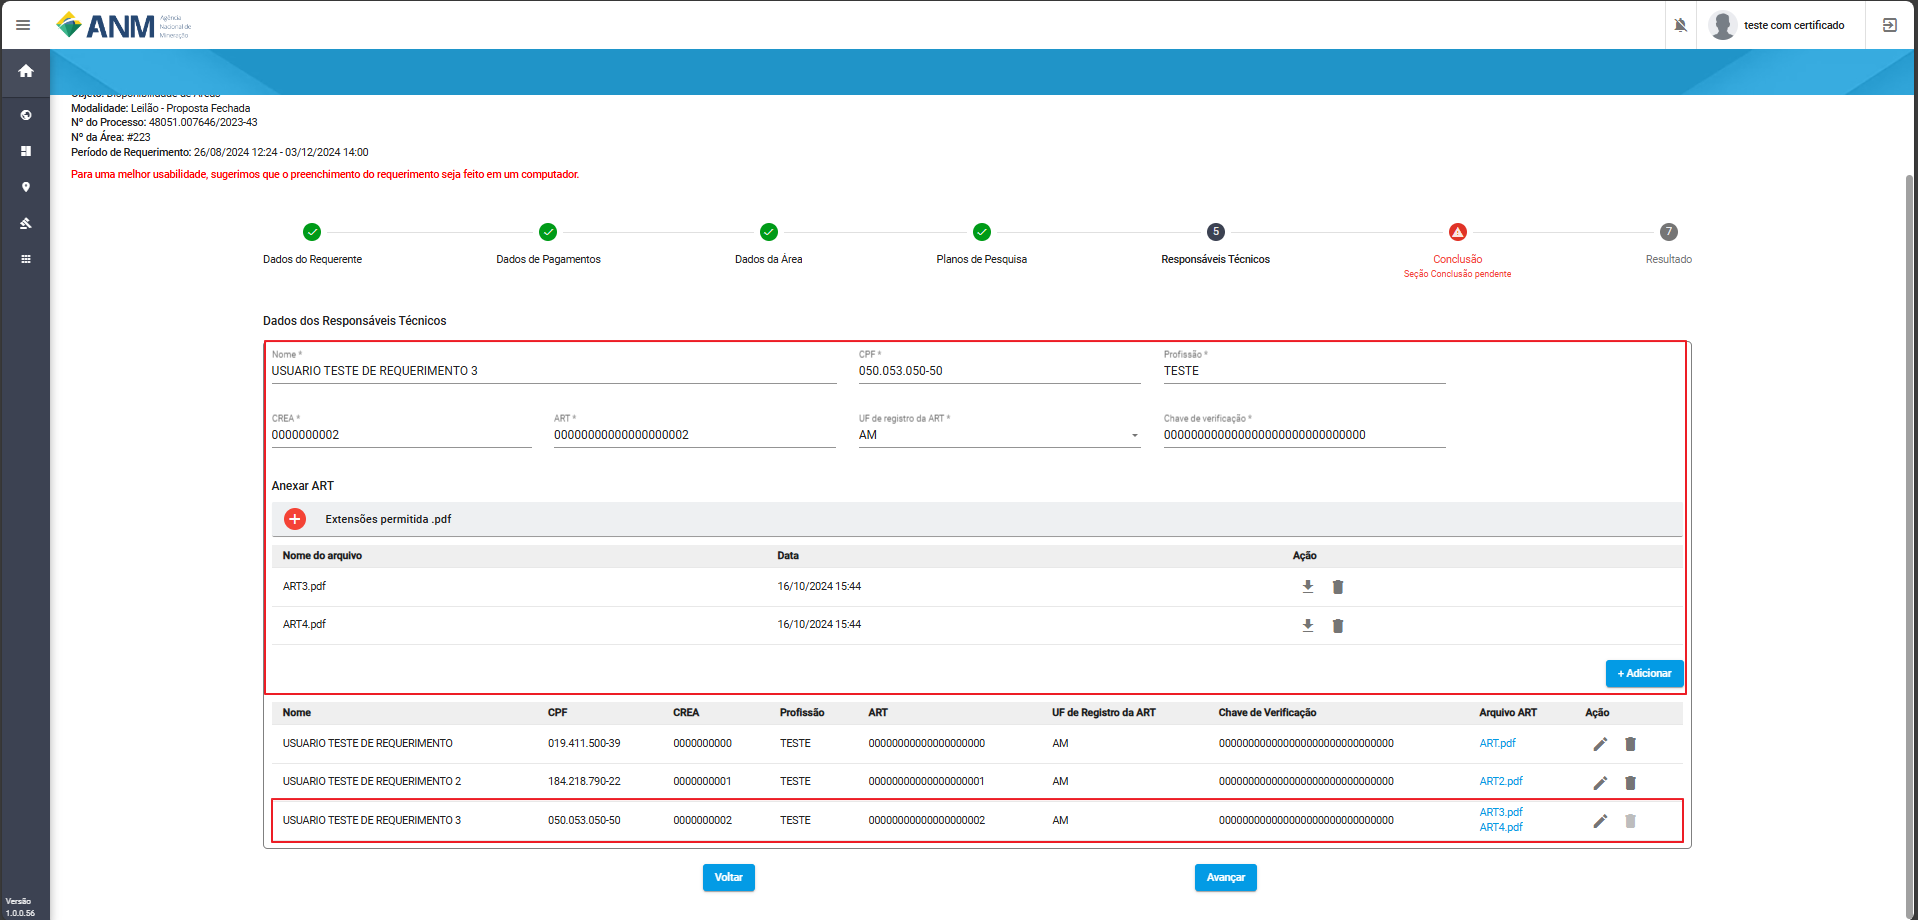 ANM
Agência
Nacional de
Mineração
teste com certificado
Objeto: Disponibilidade de Áreas
Modalidade: Leilão - Proposta Fechada
Nº do Processo: 48051.007646/2023-43
Nº da Área: #223
Período de Requerimento: 26/08/2024 12:24 - 03/12/2024 14:00
Para uma melhor usabilidade, sugerimos que o preenchimento do requerimento seja feito em um computador.
5 7
Dados do Requerente Dados de Pagamentos Dados da Área Planos de Pesquisa Responsáveis Técnicos Conclusão Resultado
Seção Conclusão pendente
Dados dos Responsáveis Técnicos
Nome * CPF * Profissão *
USUARIO TESTE DE REQUERIMENTO 3 050.053.050-50 TESTE
CREA * ART * UF de registro da ART * Chave de verificação *
0000000002 00000000000000000002 AM 000000000000000000000000000000
Anexar ART
+ Extensões permitida .pdf
Nome do arquivo Data Ação
ART3.pdf 16/10/2024 15:44
ART4.pdf 16/10/2024 15:44
+ Adicionar
Nome CPF CREA Profissão ART UF de Registro da ART Chave de Verificação Arquivo ART Ação
USUARIO TESTE DE REQUERIMENTO 019.411.500-39 0000000000 TESTE 00000000000000000000 AM 000000000000000000000000000000 ART.pdf
USUARIO TESTE DE REQUERIMENTO 2 184.218.790-22 0000000001 TESTE 00000000000000000001 AM 000000000000000000000000000000 ART2.pdf
USUARIO TESTE DE REQUERIMENTO 3 050.053.050-50 0000000002 TESTE 00000000000000000002 AM 000000000000000000000000000000 ART3.pdf
ART4.pdf
Voltar Avançar
Versão
1.0.0.56